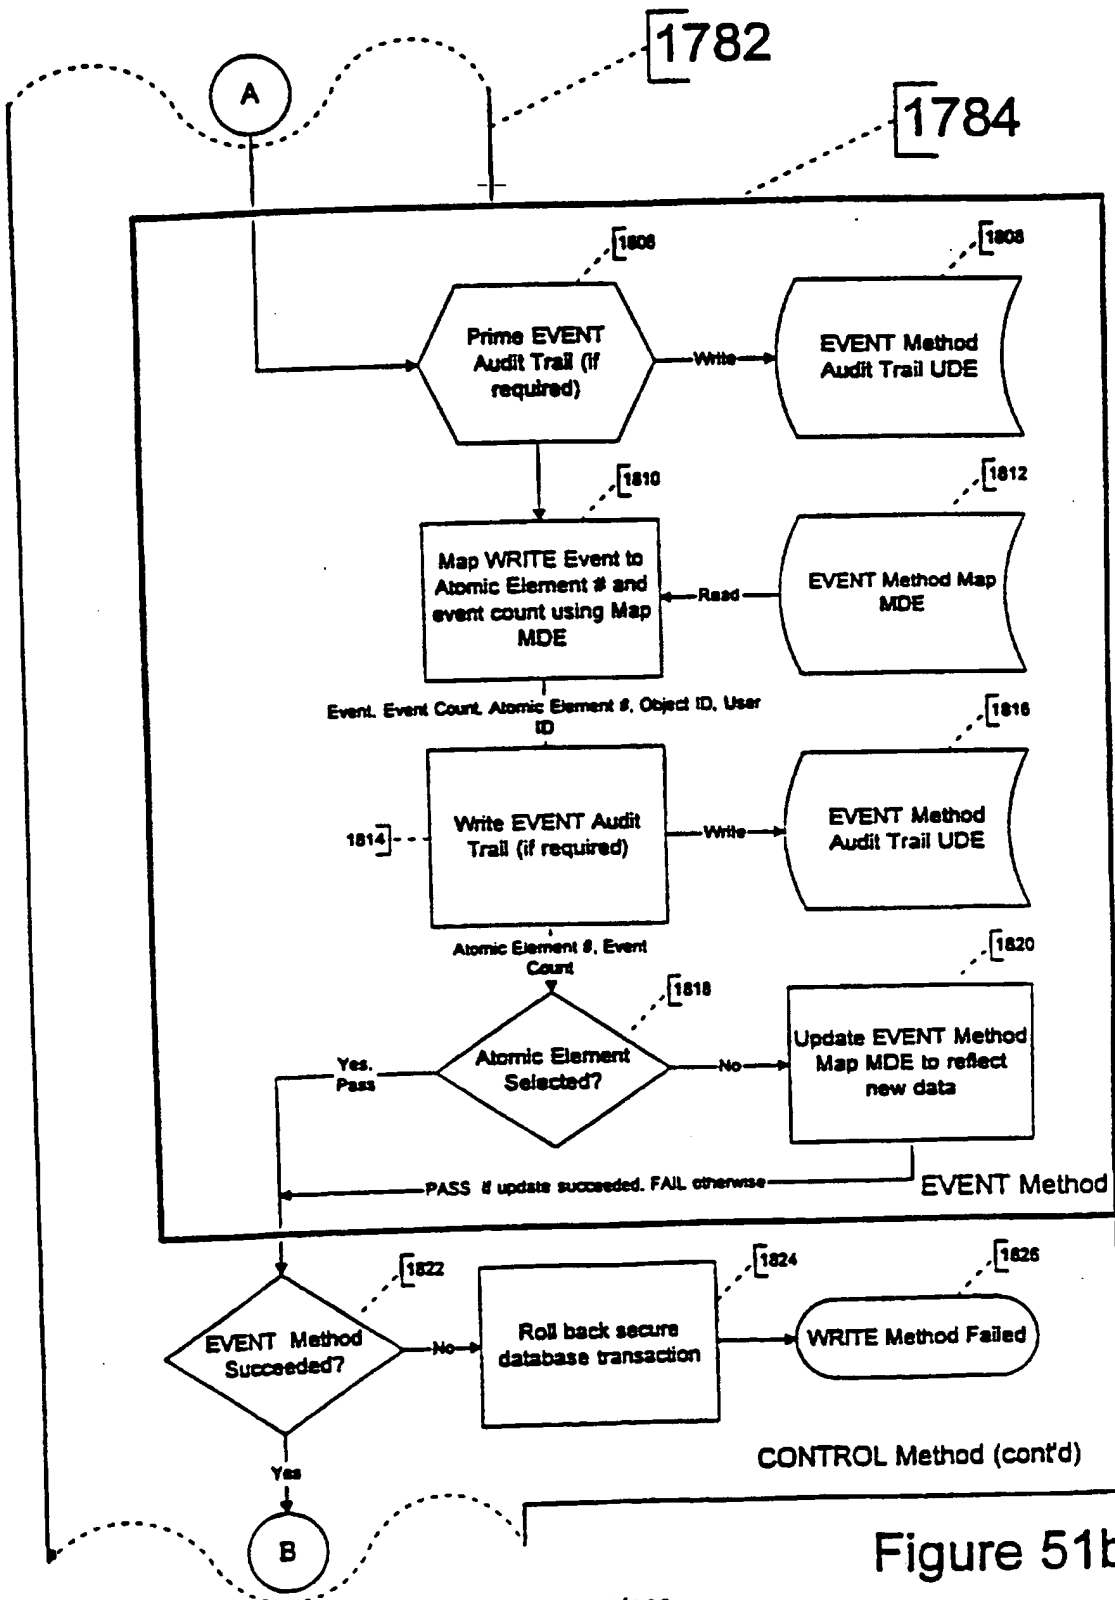 1782
A
1784
1806
1808
Prime EVENT
Audit Trail (if
required)
Write
EVENT Method
Audit Trail UDE
1810
1812
Map WRITE Event to
Atomic Element # and
event count using Map
MDE
Read
EVENT Method Map
MDE
Event, Event Count, Atomic Element #, Object ID, User
ID
1816
1814
Write EVENT Audit
Trail (if required)
Write
EVENT Method
Audit Trail UDE
Atomic Element #, Event
Count
1818
1820
Yes,
Pass
Atomic Element
Selected?
No
Update EVENT Method
Map MDE to reflect
new data
PASS if update succeeded, FAIL otherwise
EVENT Method
1822
1824
1826
EVENT Method
Succeeded?
No
Roll back secure
database transaction
WRITE Method Failed
Yes
CONTROL Method (cont'd)
B
Figure 51b